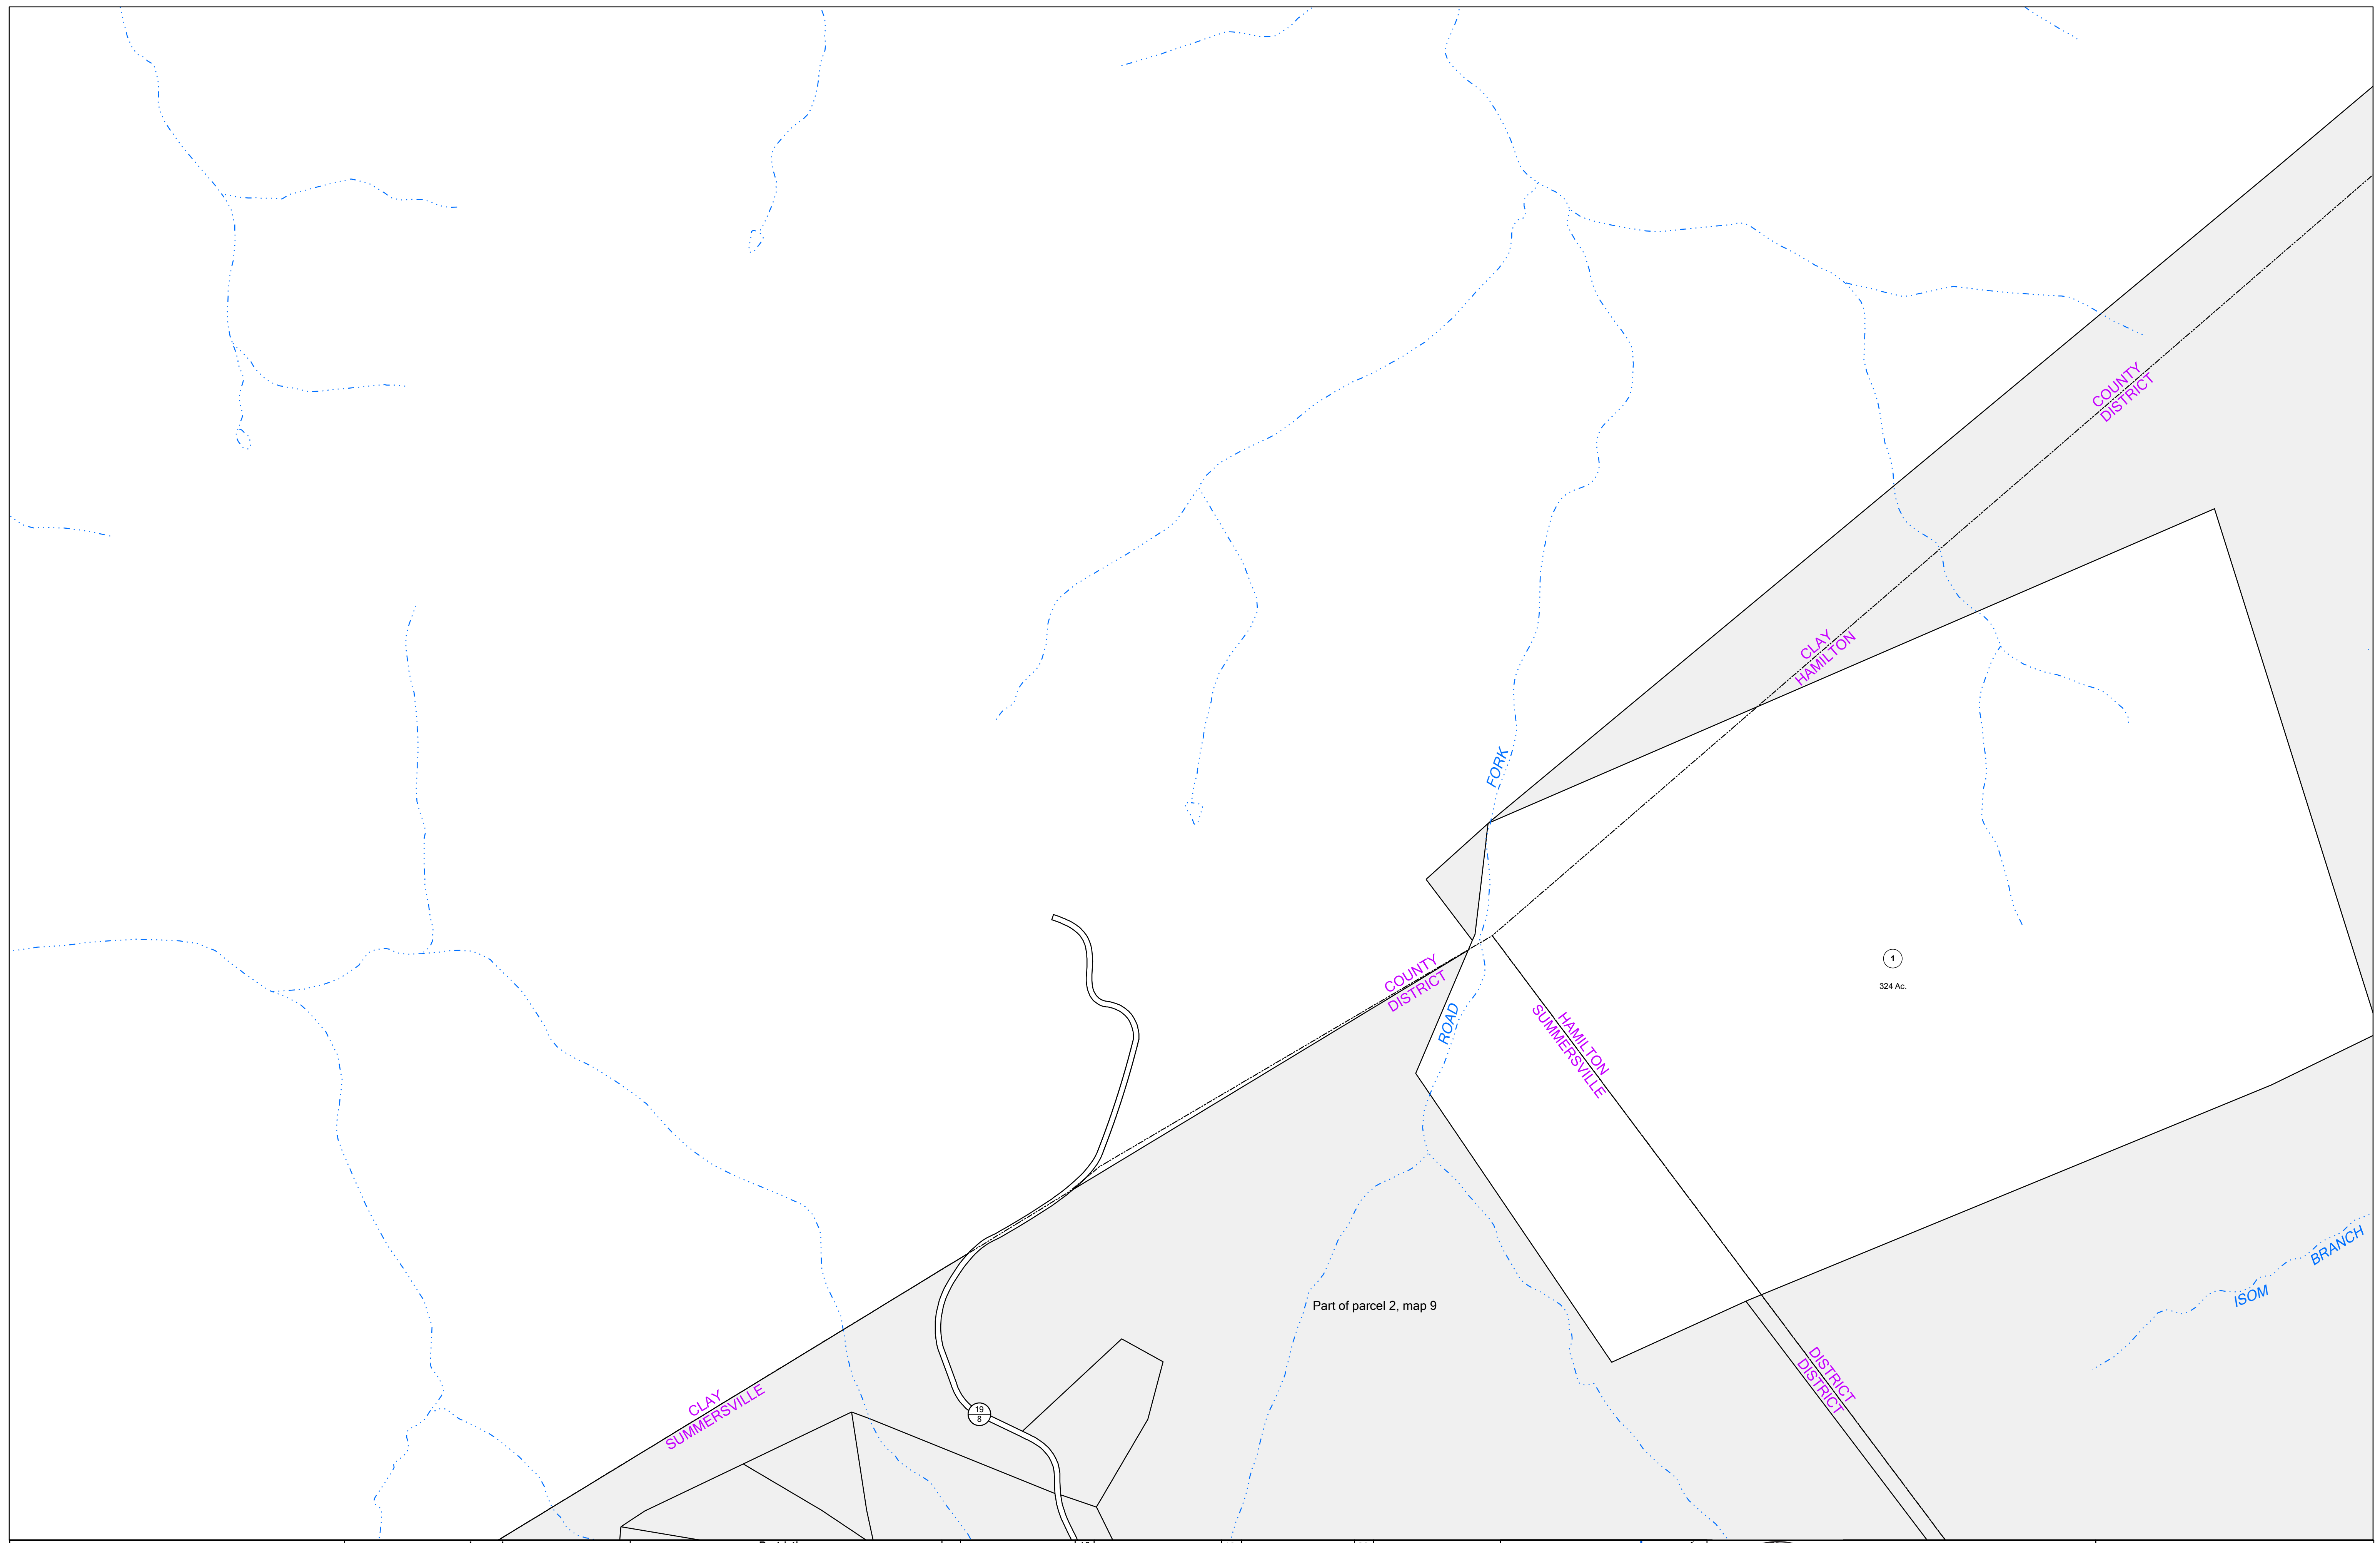 COUNTY
DISTRICT
CLAY
HAMILTON
FORK
COUNTY
DISTRICT
1
324 Ac.
ROAD
HAMILTON
SUMMERSVILLE
BRANCH
ISOM
Part of parcel 2, map 9
DISTRICT
DISTRICT
CLAY
SUMMERSVILLE
19
8